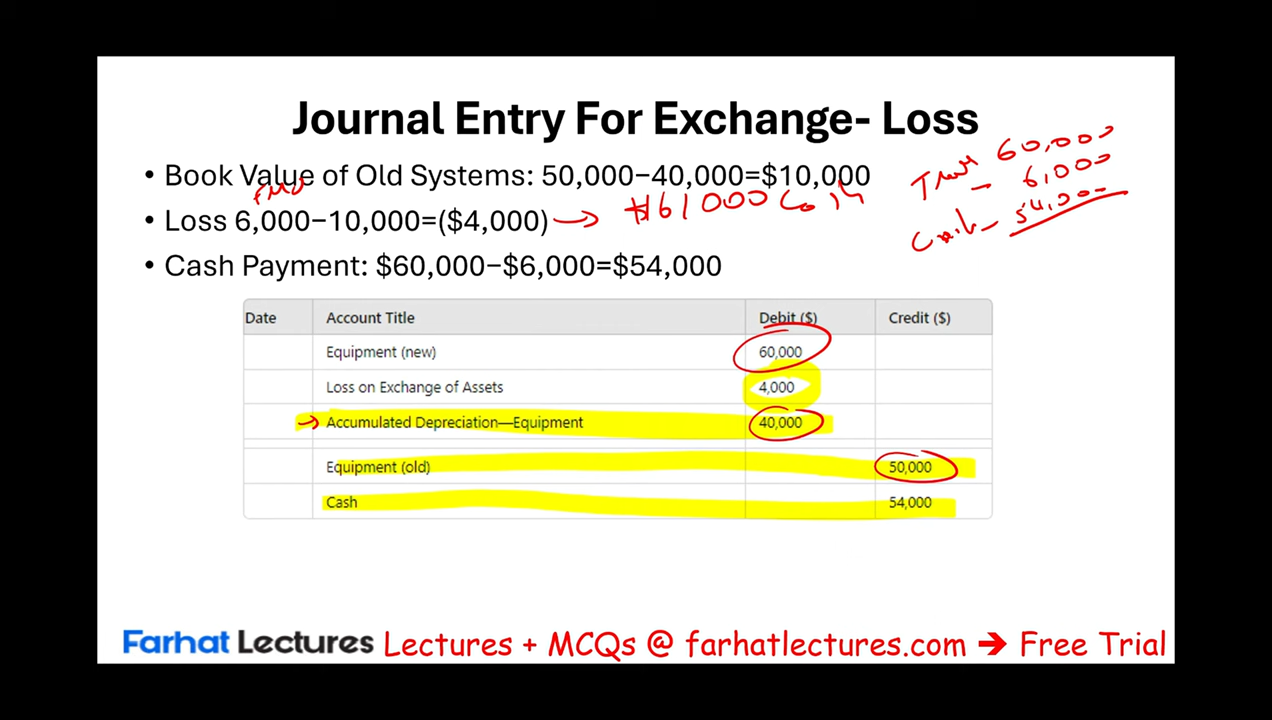 Journal Entry For Exchange- Loss
• Book Value of Old Systems: 50,000−40,000=$10,000
FMV
• Loss 6,000−10,000=($4,000)
• Cash Payment: $60,000−$6,000=$54,000
60,000
- 6,000
Cash - 54,000
Date Account Title Debit ($) Credit ($)
Equipment (new) 60,000
Loss on Exchange of Assets 4,000
→ Accumulated Depreciation—Equipment 40,000
Equipment (old) 50,000
Cash 54,000
Farhat Lectures Lectures + MCQs @ farhatlectures.com → Free Trial